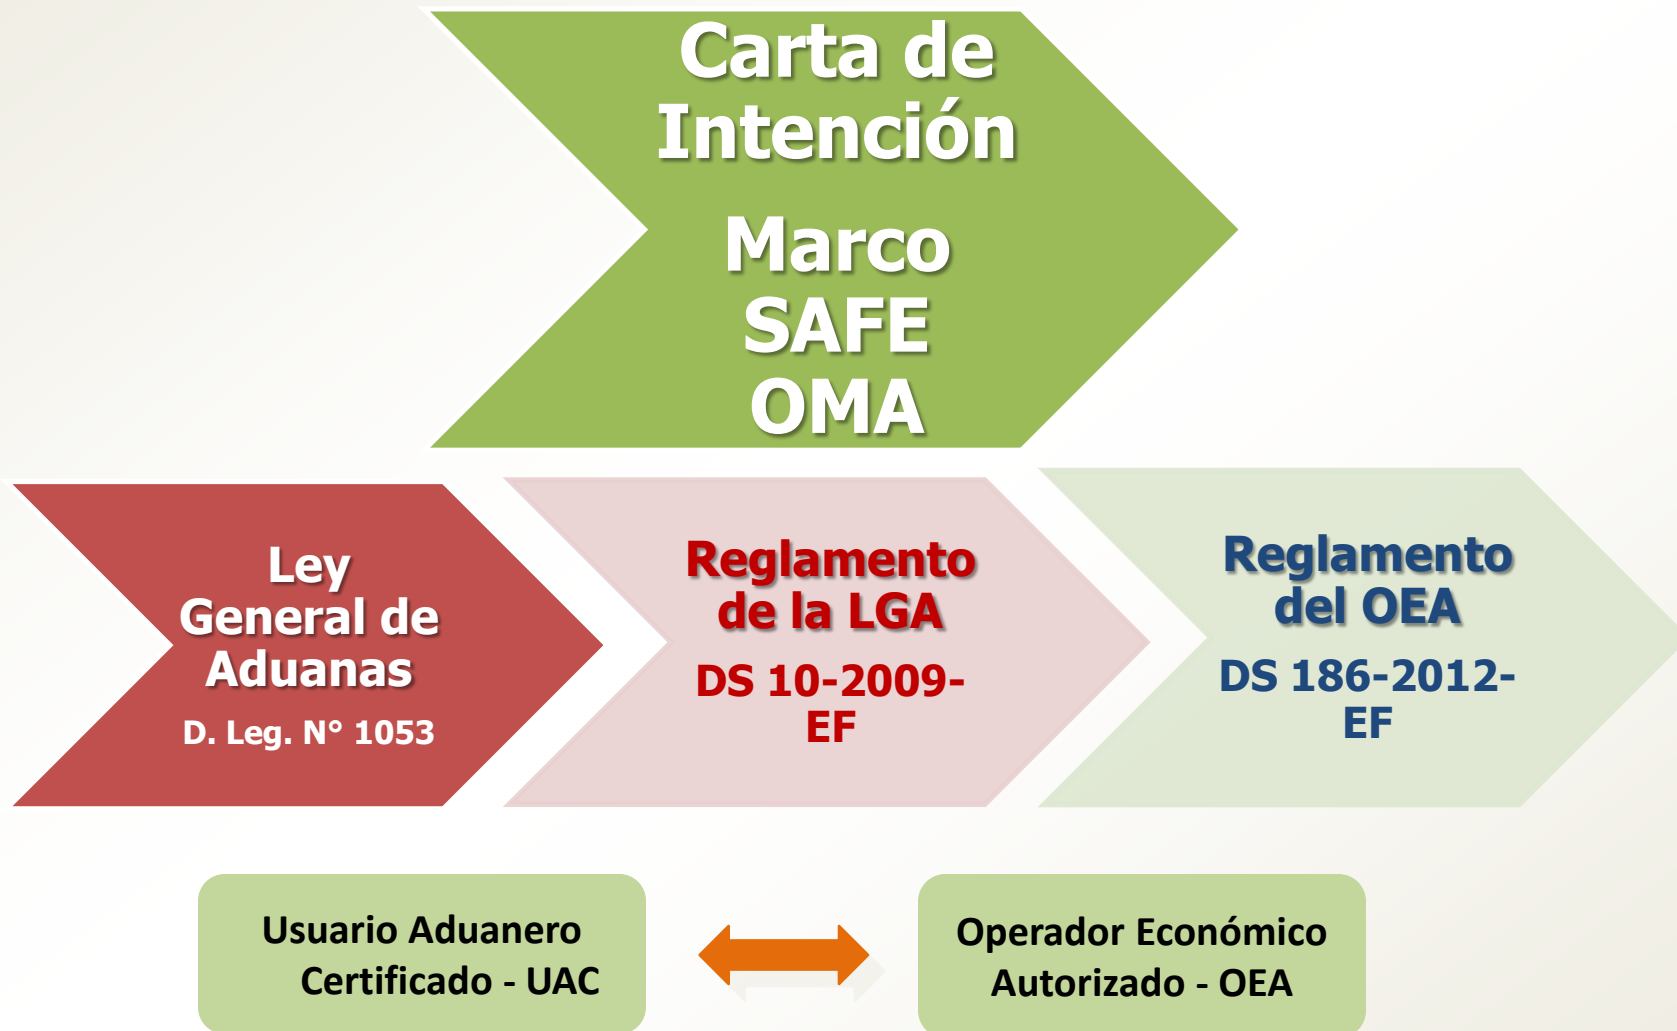 Carta de
Intención
Marco
SAFE
OMA
Ley
General de
Aduanas
D. Leg. N° 1053
Reglamento
de la LGA
DS 10-2009-
EF
Reglamento
del OEA
DS 186-2012-
EF
Usuario Aduanero
Certificado - UAC
Operador Económico
Autorizado - OEA